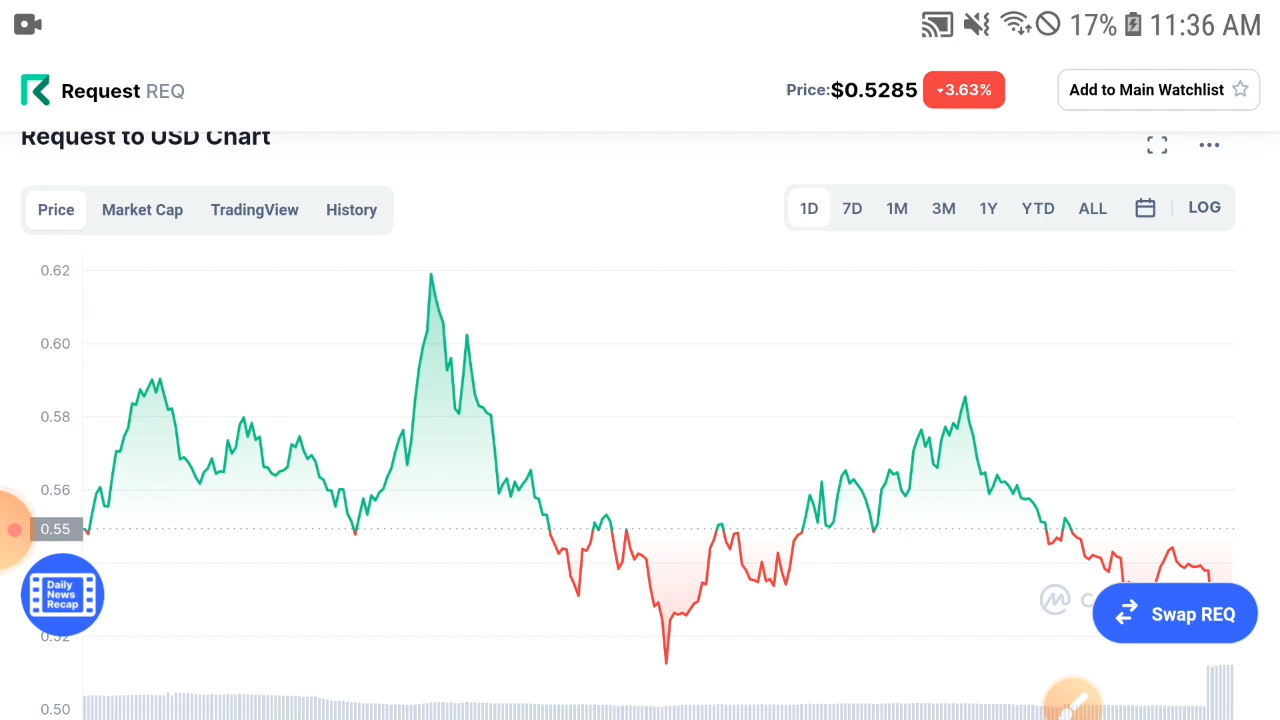 17% 11:36 AM
Request REQ Price:$0.5285 3.63% Add to Main Watchlist
Request to USD Chart
Price Market Cap TradingView History 1D 7D 1M 3M 1Y YTD ALL LOG
0.62
0.60
0.58
0.56
0.55
Daily
News
Recap
C
Swap REQ
0.50